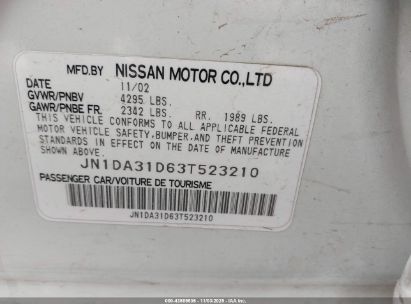 MFD.BY NISSAN MOTOR CO.,LTD
DATE 11/02
GVWR/PNBV 4295 LBS.
GAWR/PNBE FR. 2342 LBS. RR. 1989 LBS.
THIS VEHICLE CONFORMS TO ALL APPLICABLE FEDERAL
MOTOR VEHICLE SAFETY, BUMPER, AND THEFT PREVENTION
STANDARDS IN EFFECT ON THE DATE OF MANUFACTURE
SHOWN ABOVE.
JN1DA31D63T523210
PASSENGER CAR/VOITURE DE TOURISME
JN1DA31D63T523210